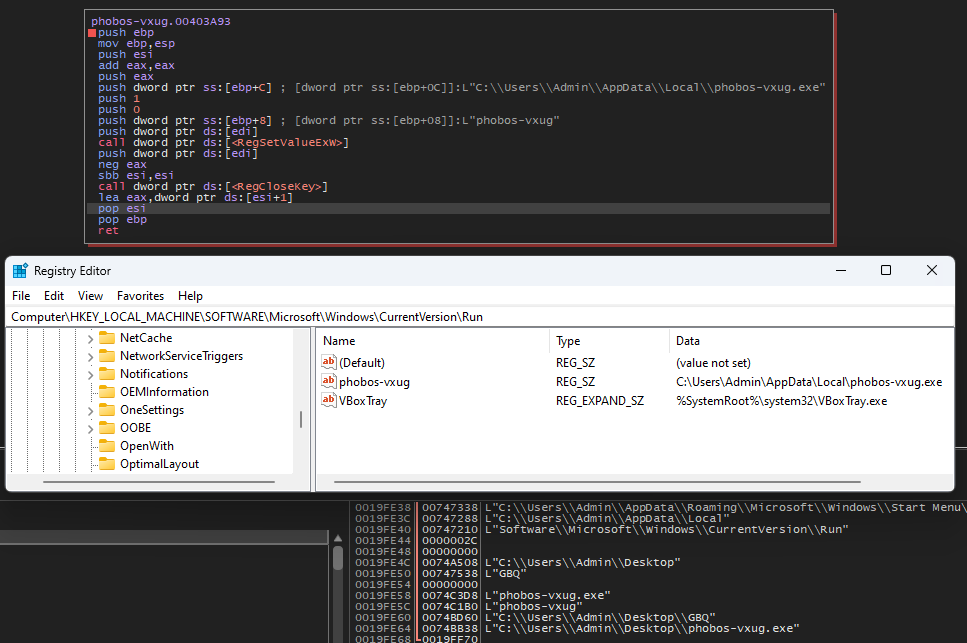 phobos-vxug.00403A93
push ebp
mov ebp,esp
push esi
add eax,eax
push eax
push dword ptr ss:[ebp+C] ; [dword ptr ss:[ebp+0C]]:L"C:\\Users\\Admin\\AppData\\Local\\phobos-vxug.exe"
push 1
push 0
push dword ptr ss:[ebp+8] ; [dword ptr ss:[ebp+08]]:L"phobos-vxug"
push dword ptr ds:[edi]
call dword ptr ds:[<RegSetValueExW>]
push dword ptr ds:[edi]
neg eax
sbb esi,esi
call dword ptr ds:[<RegCloseKey>]
lea eax,dword ptr ds:[esi+1]
pop esi
pop ebp
ret
Registry Editor
File Edit View Favorites Help
Computer\HKEY_LOCAL_MACHINE\SOFTWARE\Microsoft\Windows\CurrentVersion\Run
NetCache
NetworkServiceTriggers
Notifications
OEMInformation
OneSettings
OOBE
OpenWith
OptimalLayout
Name Type Data
ab (Default) REG_SZ (value not set)
ab phobos-vxug REG_SZ C:\Users\Admin\AppData\Local\phobos-vxug.exe
ab VBoxTray REG_EXPAND_SZ %SystemRoot%\system32\VBoxTray.exe
0019FE38 00747338 L"C:\\Users\\Admin\\AppData\\Roaming\\Microsoft\\Windows\\Start Menu\
0019FE3C 00747288 L"C:\\Users\\Admin\\AppData\\Local"
0019FE40 00747210 L"Software\\Microsoft\\Windows\\CurrentVersion\\Run"
0019FE44 0000002C
0019FE48 00000000
0019FE4C 0074A508 L"C:\\Users\\Admin\\Desktop"
0019FE50 00747538 L"GBQ"
0019FE54 00000000
0019FE58 0074C3D8 L"phobos-vxug.exe"
0019FE5C 0074C1B0 L"phobos-vxug"
0019FE60 0074BD60 L"C:\\Users\\Admin\\Desktop\\GBQ"
0019FE64 0074BB38 L"C:\\Users\\Admin\\Desktop\\phobos-vxug.exe"
0019FE68 0019FF70